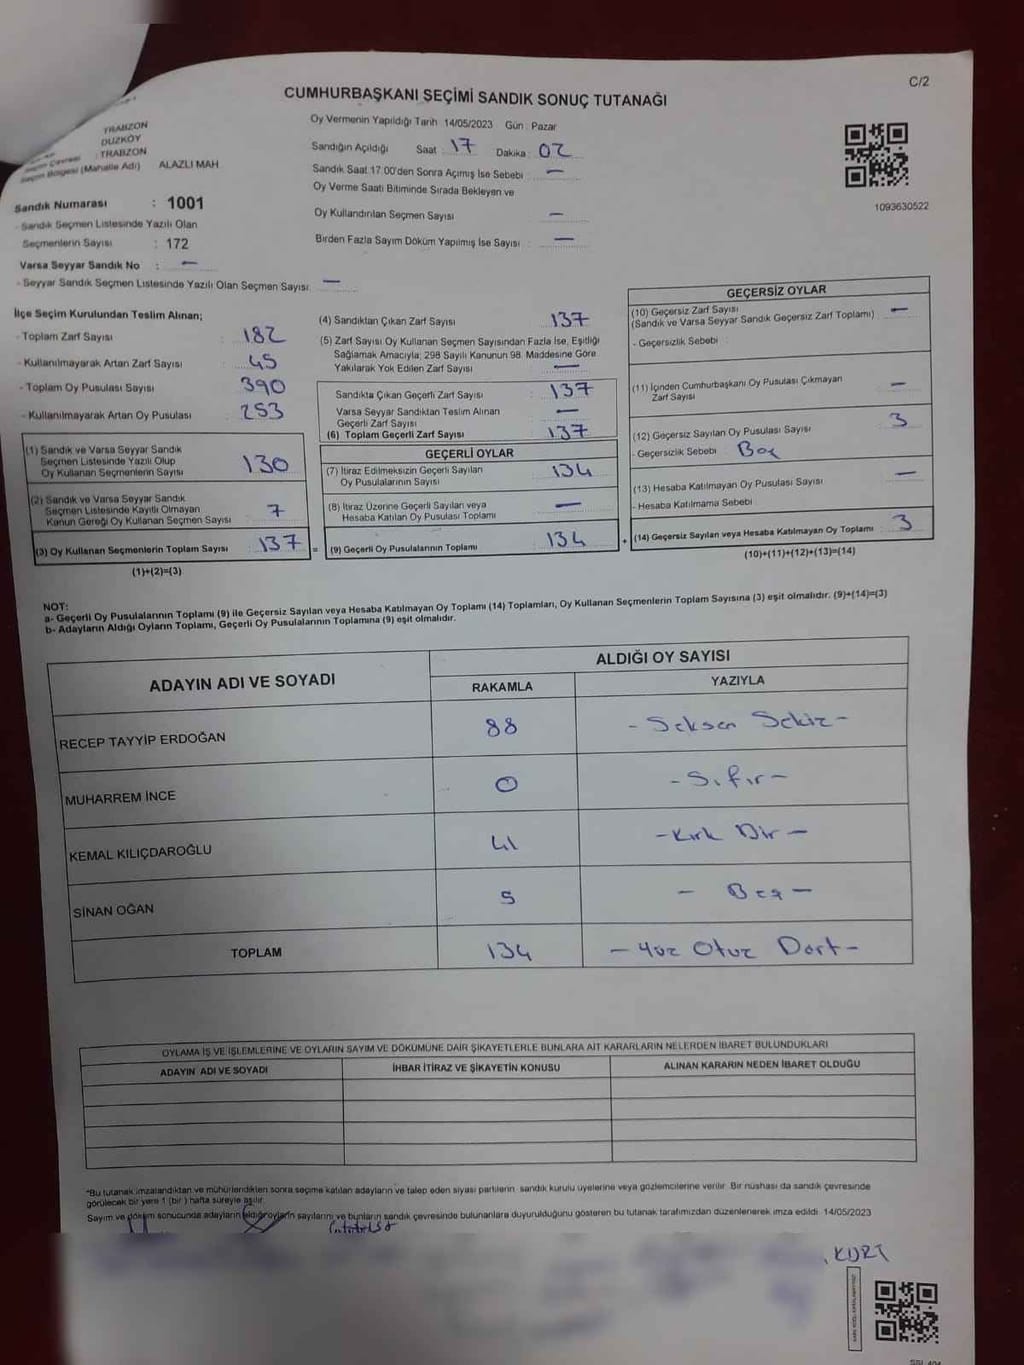 C/2
CUMHURBAŞKANI SEÇİMİ SANDIK SONUÇ TUTANAĞI
TRABZON
DÜZKÖY
: TRABZON
Seçim Bölgesi (Mahalle Adı) ALAZLI MAH.
Sandık Numarası : 1001
- Sandık Seçmen Listesinde Yazılı Olan
Seçmenlerin Sayısı : 172
Varsa Seyyar Sandık No : —
- Seyyar Sandık Seçmen Listesinde Yazılı Olan Seçmen Sayısı: —
Oy Vermenin Yapıldığı Tarih 14/05/2023 Gün : Pazar
Sandığın Açıldığı Saat : 17 Dakika : 02
Sandık Saat 17:00'den Sonra Açımış İse Sebebi : —
Oy Verme Saati Bitiminde Sırada Bekleyen ve
Oy Kullandırılan Seçmen Sayısı —
Birden Fazla Sayım Döküm Yapılmış İse Sayısı : —
1093630522
İlçe Seçim Kurulundan Teslim Alınan;
- Toplam Zarf Sayısı : 182
- Kullanılmayarak Artan Zarf Sayısı : 45
- Toplam Oy Pusulası Sayısı : 390
- Kullanılmayarak Artan Oy Pusulası : 253
(1) Sandık ve Varsa Seyyar Sandık
Seçmen Listesinde Yazılı Olup
Oy Kullanan Seçmenlerin Sayısı 130
(2) Sandık ve Varsa Seyyar Sandık
Seçmen Listesinde Kayıtlı Olmayan
Kanun Gereği Oy Kullanan Seçmen Sayısı 7
(3) Oy Kullanan Seçmenlerin Toplam Sayısı 137 =
(1)+(2)=(3)
(4) Sandıktan Çıkan Zarf Sayısı 137
(5) Zarf Sayısı Oy Kullanan Seçmen Sayısından Fazla İse, Eşitliği
Sağlamak Amacıyla; 298 Sayılı Kanunun 98. Maddesine Göre
Yakılarak Yok Edilen Zarf Sayısı —
Sandıkta Çıkan Geçerli Zarf Sayısı : 137
Varsa Seyyar Sandıktan Teslim Alınan
Geçerli Zarf Sayısı —
(6) Toplam Geçerli Zarf Sayısı 137
GEÇERLİ OYLAR
(7) İtiraz Edilmeksizin Geçerli Sayılan
Oy Pusulalarının Sayısı 134
(8) İtiraz Üzerine Geçerli Sayılan veya
Hesaba Katılan Oy Pusulası Toplamı —
(9) Geçerli Oy Pusulalarının Toplamı 134 +
GEÇERSİZ OYLAR
(10) Geçersiz Zarf Sayısı
(Sandık ve Varsa Seyyar Sandık Geçersiz Zarf Toplamı) —
- Geçersizlik Sebebi :
(11) İçinden Cumhurbaşkanı Oy Pusulası Çıkmayan
Zarf Sayısı —
(12) Geçersiz Sayılan Oy Pusulası Sayısı 3
- Geçersizlik Sebebi : Boş
(13) Hesaba Katılmayan Oy Pusulası Sayısı —
- Hesaba Katılmama Sebebi :
(14) Geçersiz Sayılan veya Hesaba Katılmayan Oy Toplamı 3
(10)+(11)+(12)+(13)=(14)
NOT:
a- Geçerli Oy Pusulalarının Toplamı (9) ile Geçersiz Sayılan veya Hesaba Katılmayan Oy Toplamı (14) Toplamları, Oy Kullanan Seçmenlerin Toplam Sayısına (3) eşit olmalıdır. (9)+(14)=(3)
b- Adayların Aldığı Oyların Toplamı, Geçerli Oy Pusulalarının Toplamına (9) eşit olmalıdır.
ADAYIN ADI VE SOYADI ALDIĞI OY SAYISI
RAKAMLA YAZIYLA
RECEP TAYYİP ERDOĞAN 88 - Seksen Sekiz -
MUHARREM İNCE 0 - Sıfır -
KEMAL KILIÇDAROĞLU 41 - Kırk Bir -
SİNAN OĞAN 5 - Beş -
TOPLAM 134 - Yüz Otuz Dört -
OYLAMA İŞ VE İŞLEMLERİNE VE OYLARIN SAYIM VE DÖKÜMÜNE DAİR ŞİKAYETLERLE BUNLARA AİT KARARLARIN NELERDEN İBARET BULUNDUKLARI
ADAYIN ADI VE SOYADI İHBAR İTİRAZ VE ŞİKAYETİN KONUSU ALINAN KARARIN NEDEN İBARET OLDUĞU
*Bu tutanak imzalandıktan ve mühürlendikten sonra seçime katılan adayların ve talep eden siyasi partilerin sandık kurulu üyelerine veya gözlemcilerine verilir. Bir nüshası da sandık çevresinde
görülecek bir yere 1 (bir) hafta süreyle asılır.
Sayım ve döküm sonucunda adayların aldığı oyların sayılarını ve bunların sandık çevresinde bulunanlara duyurulduğunu gösteren bu tutanak tarafımızdan düzenlenerek imza edildi. 14/05/2023
KURT